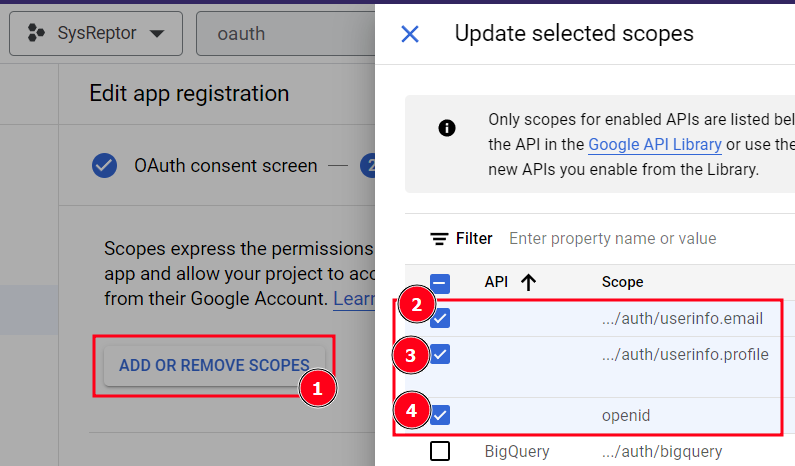 SysReptor
oauth
Edit app registration
OAuth consent screen
2
Scopes express the permissions
app and allow your project to acc
from their Google Account. Learn
ADD OR REMOVE SCOPES
1
Update selected scopes
Only scopes for enabled APIs are listed bel
the API in the Google API Library or use the
new APIs you enable from the Library.
Filter Enter property name or value
API Scope
2 .../auth/userinfo.email
3 .../auth/userinfo.profile
4 openid
BigQuery .../auth/bigquery